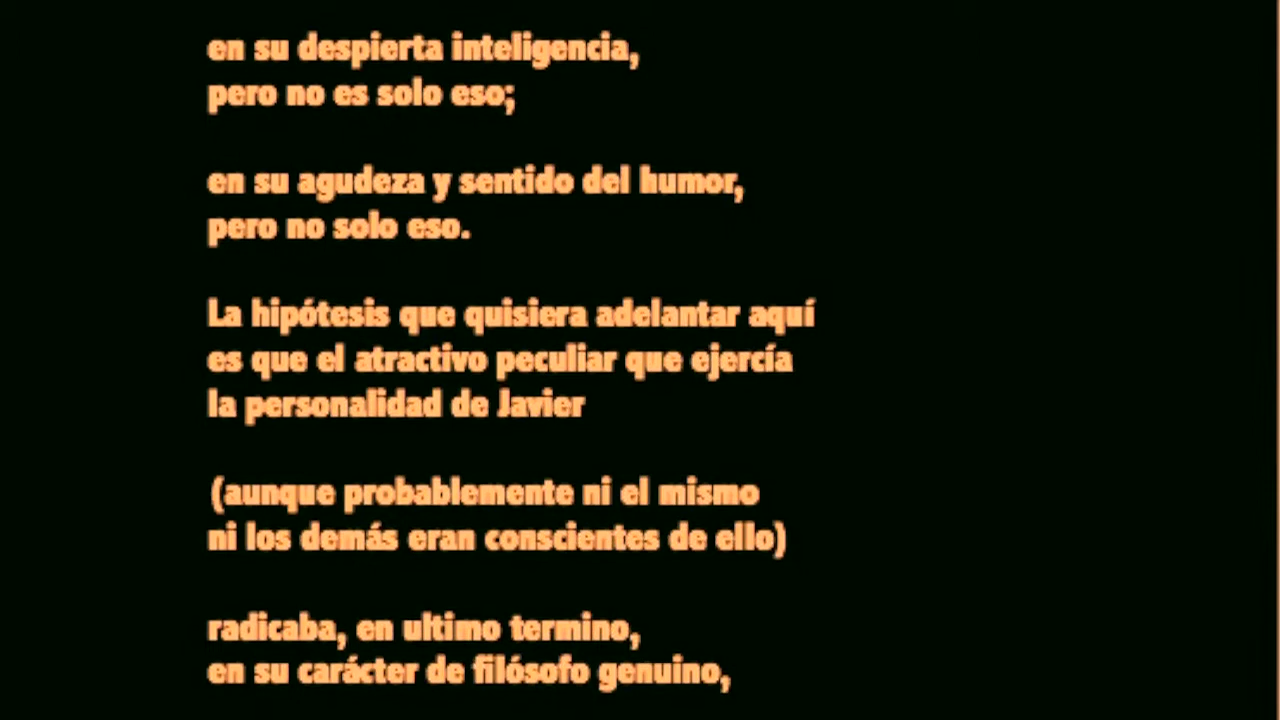 en su despierta inteligencia,
pero no es solo eso;
en su agudeza y sentido del humor,
pero no solo eso.
La hipótesis que quisiera adelantar aquí
es que el atractivo peculiar que ejercía
la personalidad de Javier
(aunque probablemente ni el mismo
ni los demás eran conscientes de ello)
radicaba, en ultimo termino,
en su carácter de filósofo genuino,